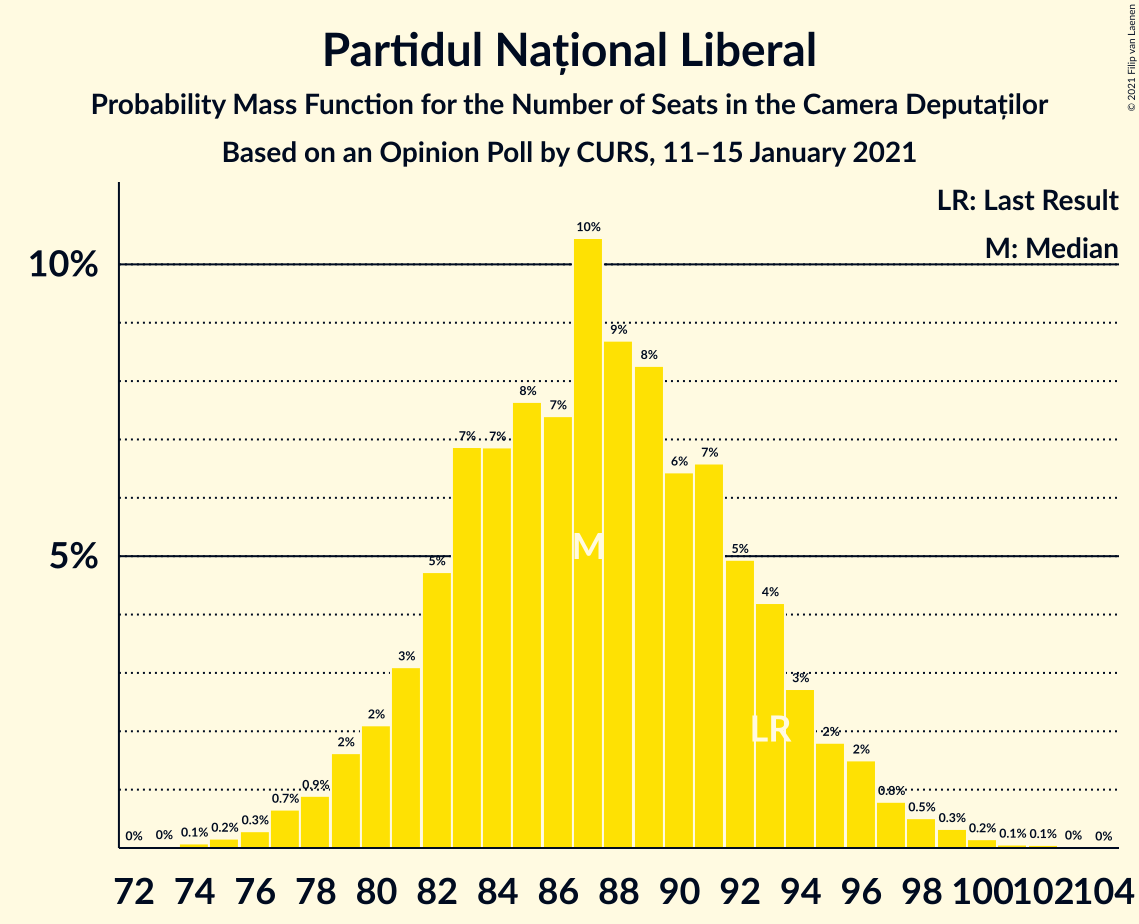 © 2021 Filip van Laenen
Partidul Național Liberal
Probability Mass Function for the Number of Seats in the Camera Deputaților
Based on an Opinion Poll by CURS, 11–15 January 2021
LR: Last Result
M: Median
10%
5%
0% 0% 0.1% 0.2% 0.3% 0.7% 0.9% 2% 2% 3% 5% 7% 7% 8% 7% 10% 9% 8% 6% 7% 5% 4% 3% 2% 2% 0.8% 0.5% 0.3% 0.2% 0.1% 0.1% 0% 0%
M
LR
72 74 76 78 80 82 84 86 88 90 92 94 96 98 100 102 104